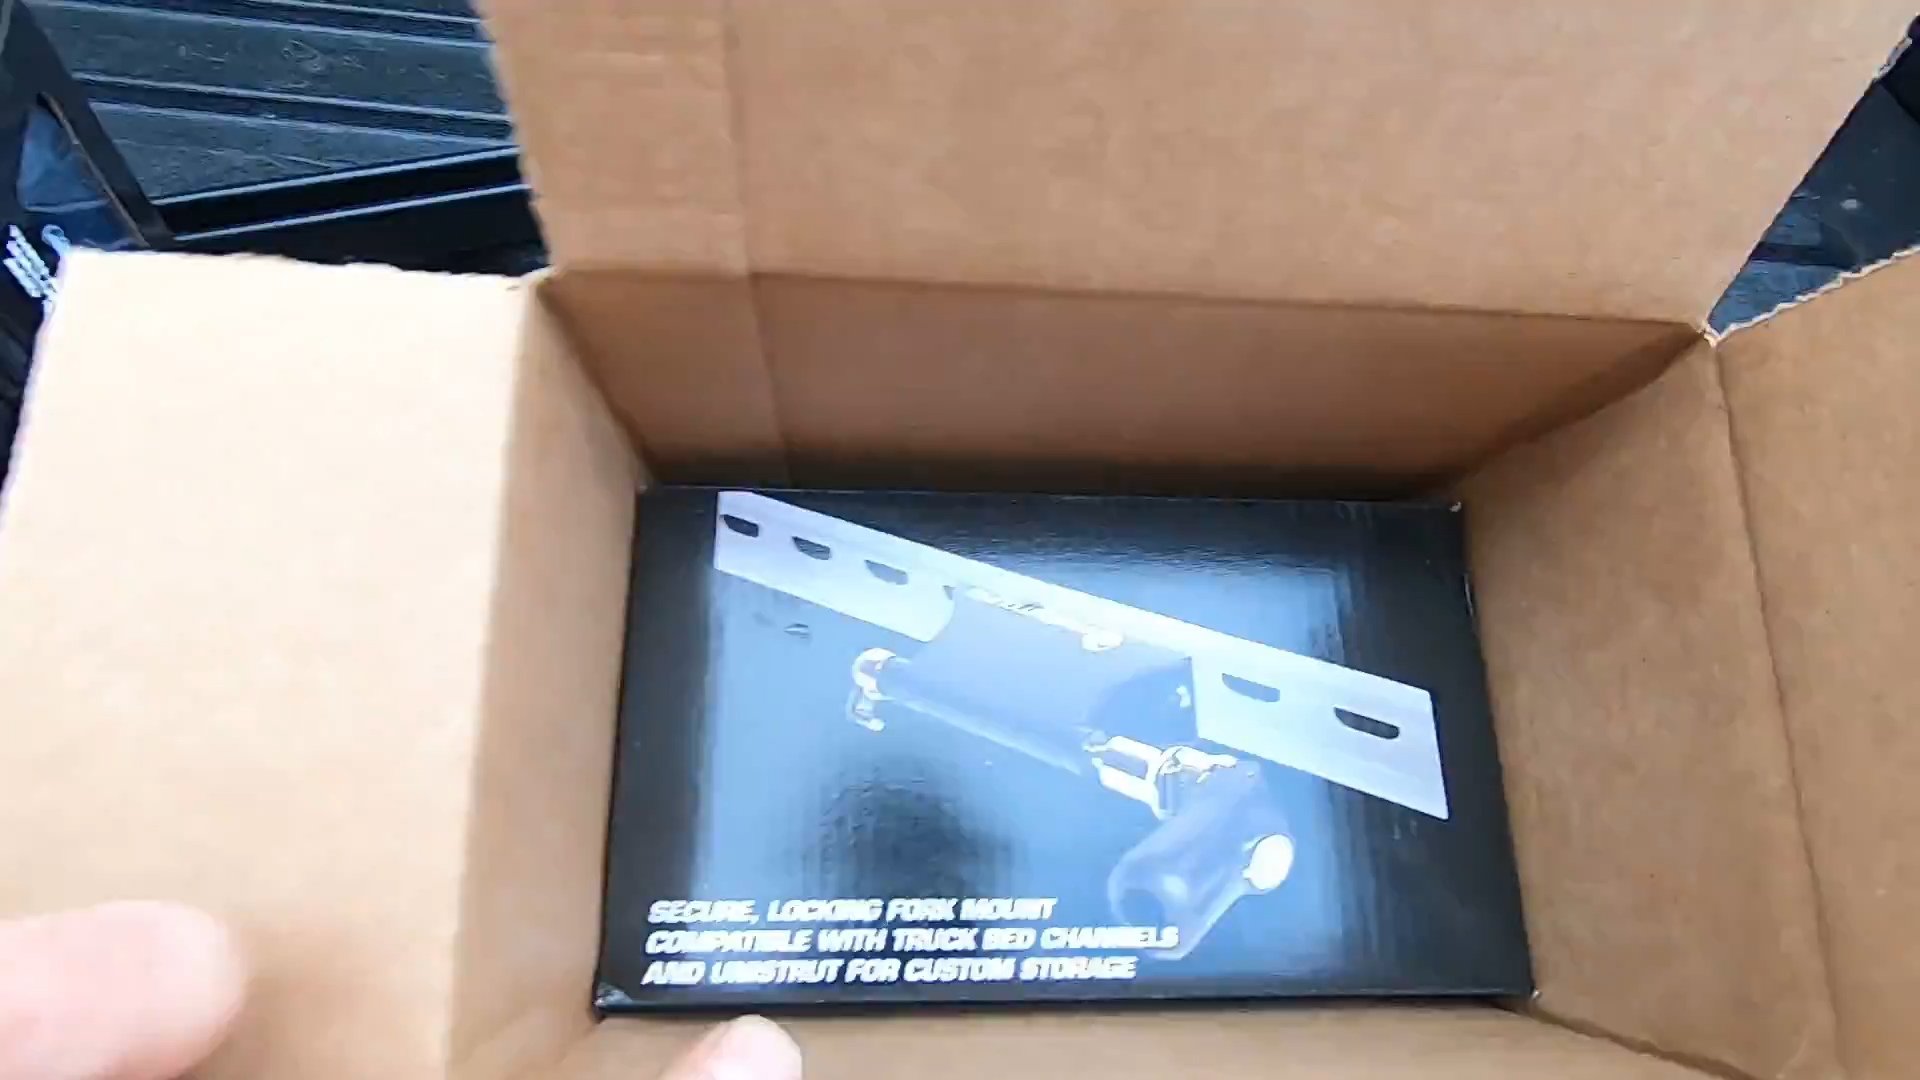 SECURE, LOCKING FORK MOUNT
COMPATIBLE WITH TRUCK BED CHANNELS
AND UNISTRUT FOR CUSTOM STORAGE